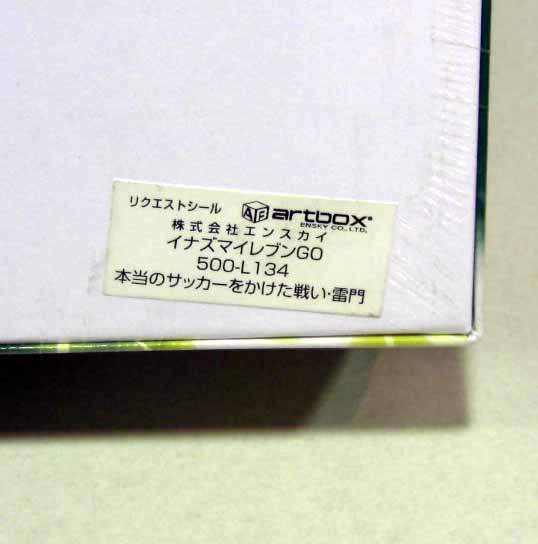 リクエストシール ATB artbox®
ENSKY CO., LTD.
株式会社エンスカイ
イナズマイレブンGO
500-L134
本当のサッカーをかけた戦い・雷門